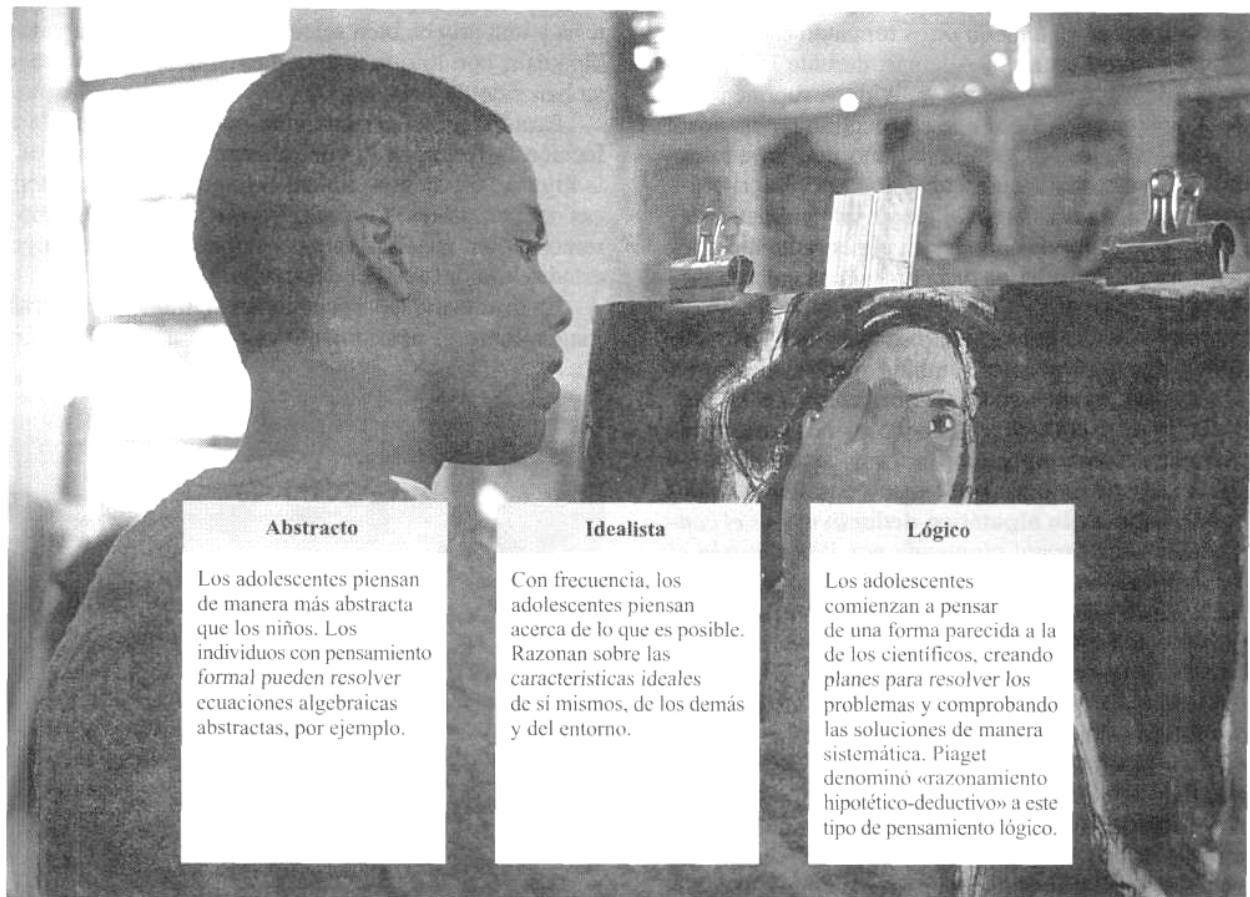 Abstracto
Los adolescentes piensan
de manera más abstracta
que los niños. Los
individuos con pensamiento
formal pueden resolver
ecuaciones algebraicas
abstractas, por ejemplo.
Idealista
Con frecuencia, los
adolescentes piensan
acerca de lo que es posible.
Razonan sobre las
características ideales
de sí mismos, de los demás
y del entorno.
Lógico
Los adolescentes
comienzan a pensar
de una forma parecida a la
de los científicos, creando
planes para resolver los
problemas y comprobando
las soluciones de manera
sistemática. Piaget
denominó «razonamiento
hipotético-deductivo» a este
tipo de pensamiento lógico.